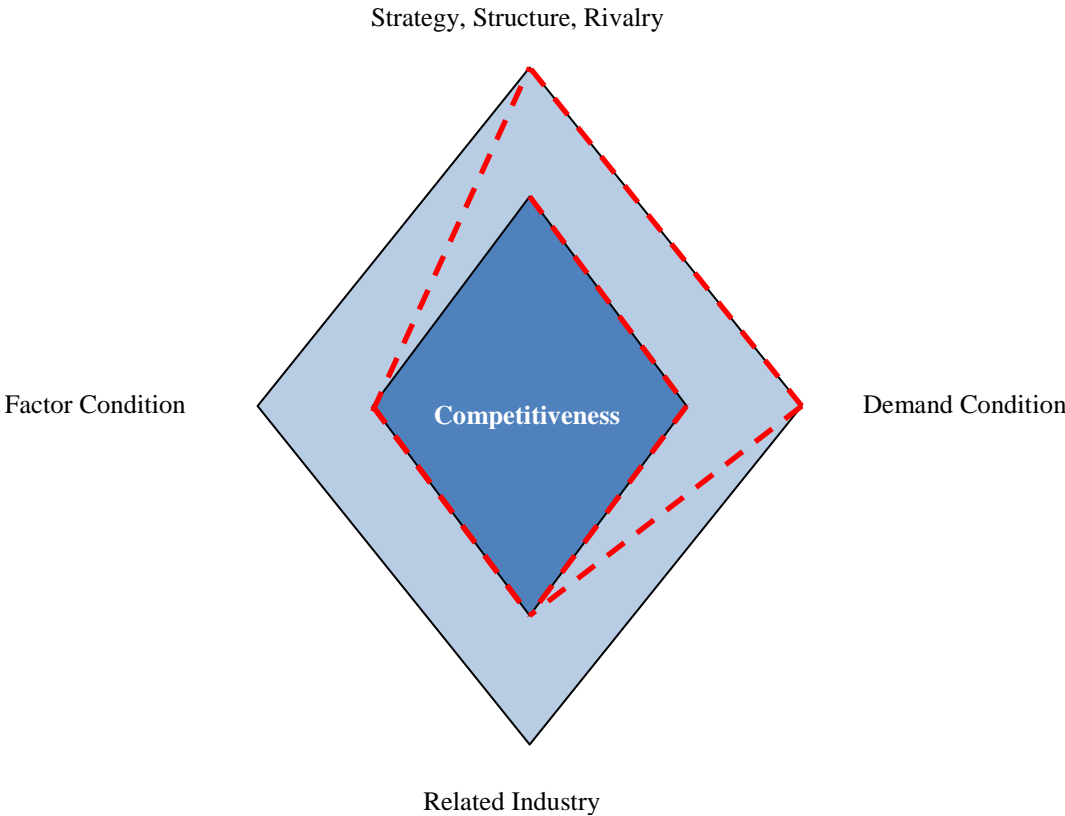 Strategy, Structure, Rivalry
Factor Condition
Competitiveness
Demand Condition
Related Industry